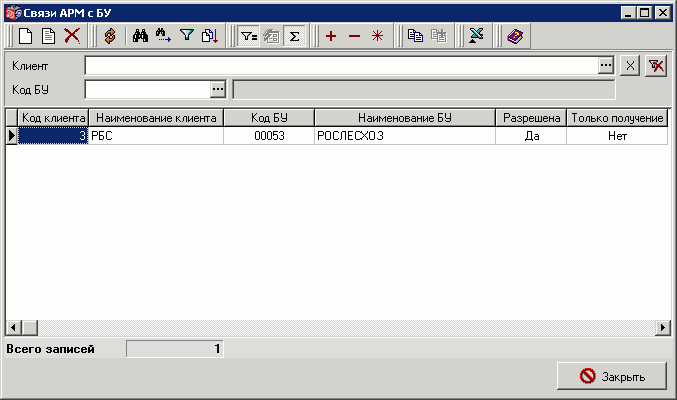 Связи АРМ с БУ
Клиент
Код БУ
Код клиента Наименование клиента Код БУ Наименование БУ Разрешена Только получение
3 РБС 00053 РОСЛЕСХОЗ Да Нет
Всего записей 1
Закрыть